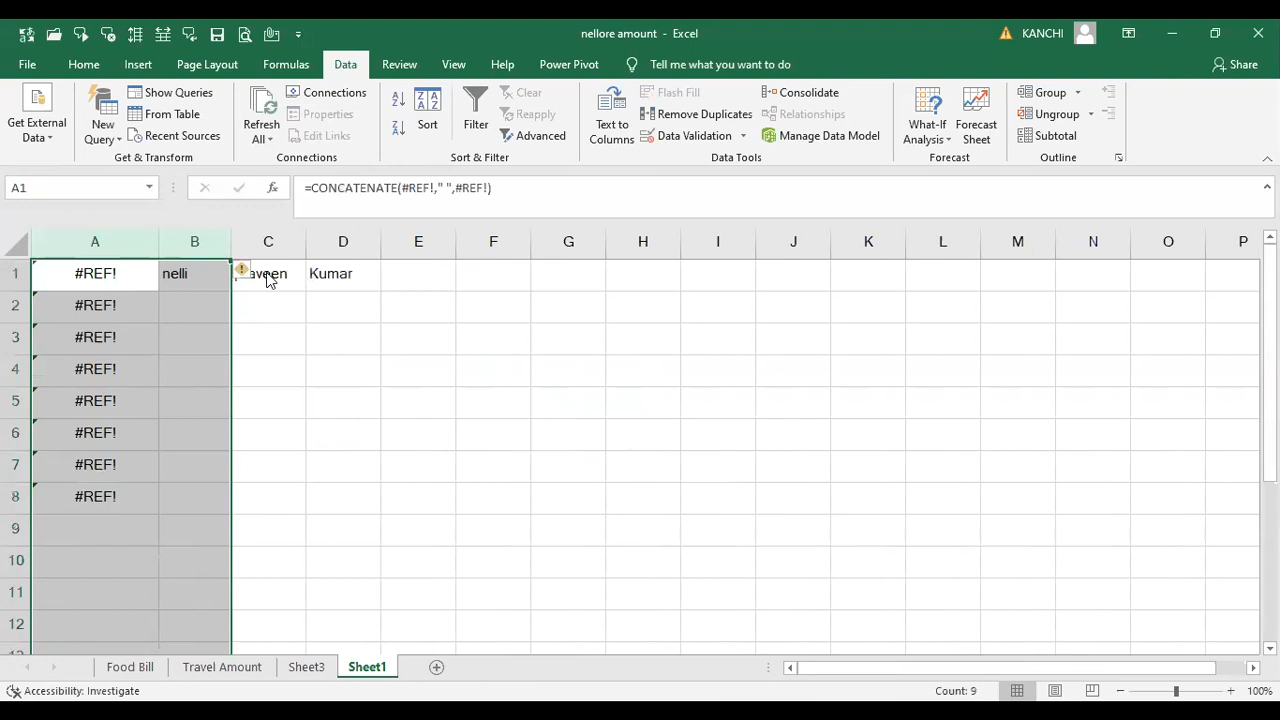 nellore amount - Excel
KANCHI
File Home Insert Page Layout Formulas Data Review View Help Power Pivot Tell me what you want to do Share
Get External Data
New Query
Show Queries
From Table
Recent Sources
Get & Transform
Refresh All
Connections
Properties
Edit Links
Connections
Sort
Filter
Clear
Reapply
Advanced
Sort & Filter
Text to Columns
Flash Fill
Remove Duplicates
Data Validation
Consolidate
Relationships
Manage Data Model
Data Tools
What-If Analysis
Forecast Sheet
Forecast
Group
Ungroup
Subtotal
Outline
A1 fx =CONCATENATE(#REF!," ",#REF!)
A B C D E F G H I J K L M N O P
1 #REF! nelli Kumar
2 #REF!
3 #REF!
4 #REF!
5 #REF!
6 #REF!
7 #REF!
8 #REF!
9
10
11
12
Food Bill Travel Amount Sheet3 Sheet1
Accessibility: Investigate Count: 9 100%